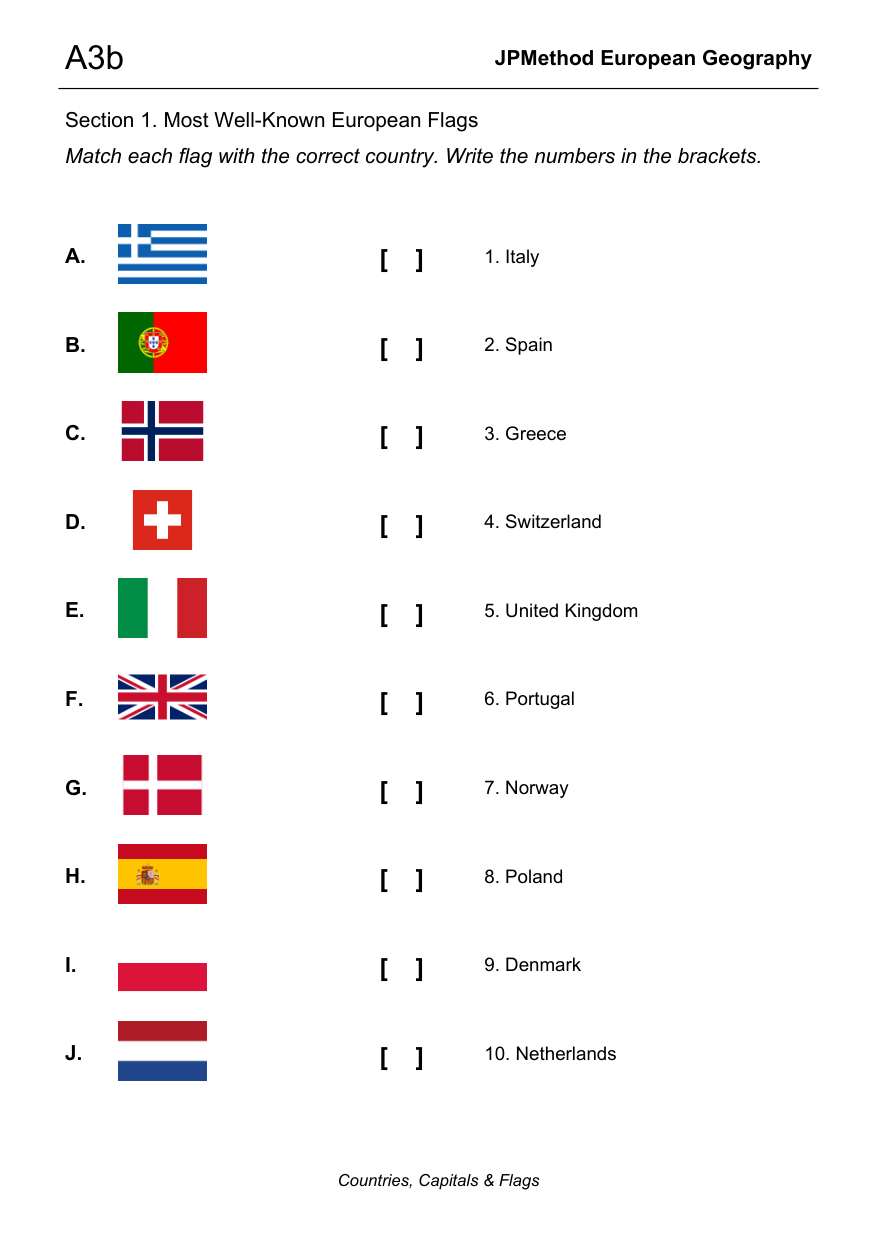 A3b
JPMethod European Geography
Section 1. Most Well-Known European Flags
Match each flag with the correct country. Write the numbers in the brackets.
A. [ ] 1. Italy
B. [ ] 2. Spain
C. [ ] 3. Greece
D. [ ] 4. Switzerland
E. [ ] 5. United Kingdom
F. [ ] 6. Portugal
G. [ ] 7. Norway
H. [ ] 8. Poland
I. [ ] 9. Denmark
J. [ ] 10. Netherlands
Countries, Capitals & Flags